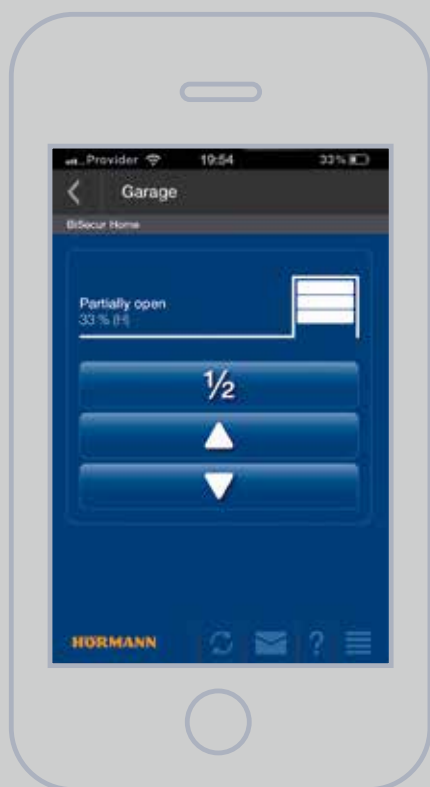 Provider 19:54 33%
Garage
BiSecur Home
Partially open
33 % (H)
1/2
HÖRMANN
?